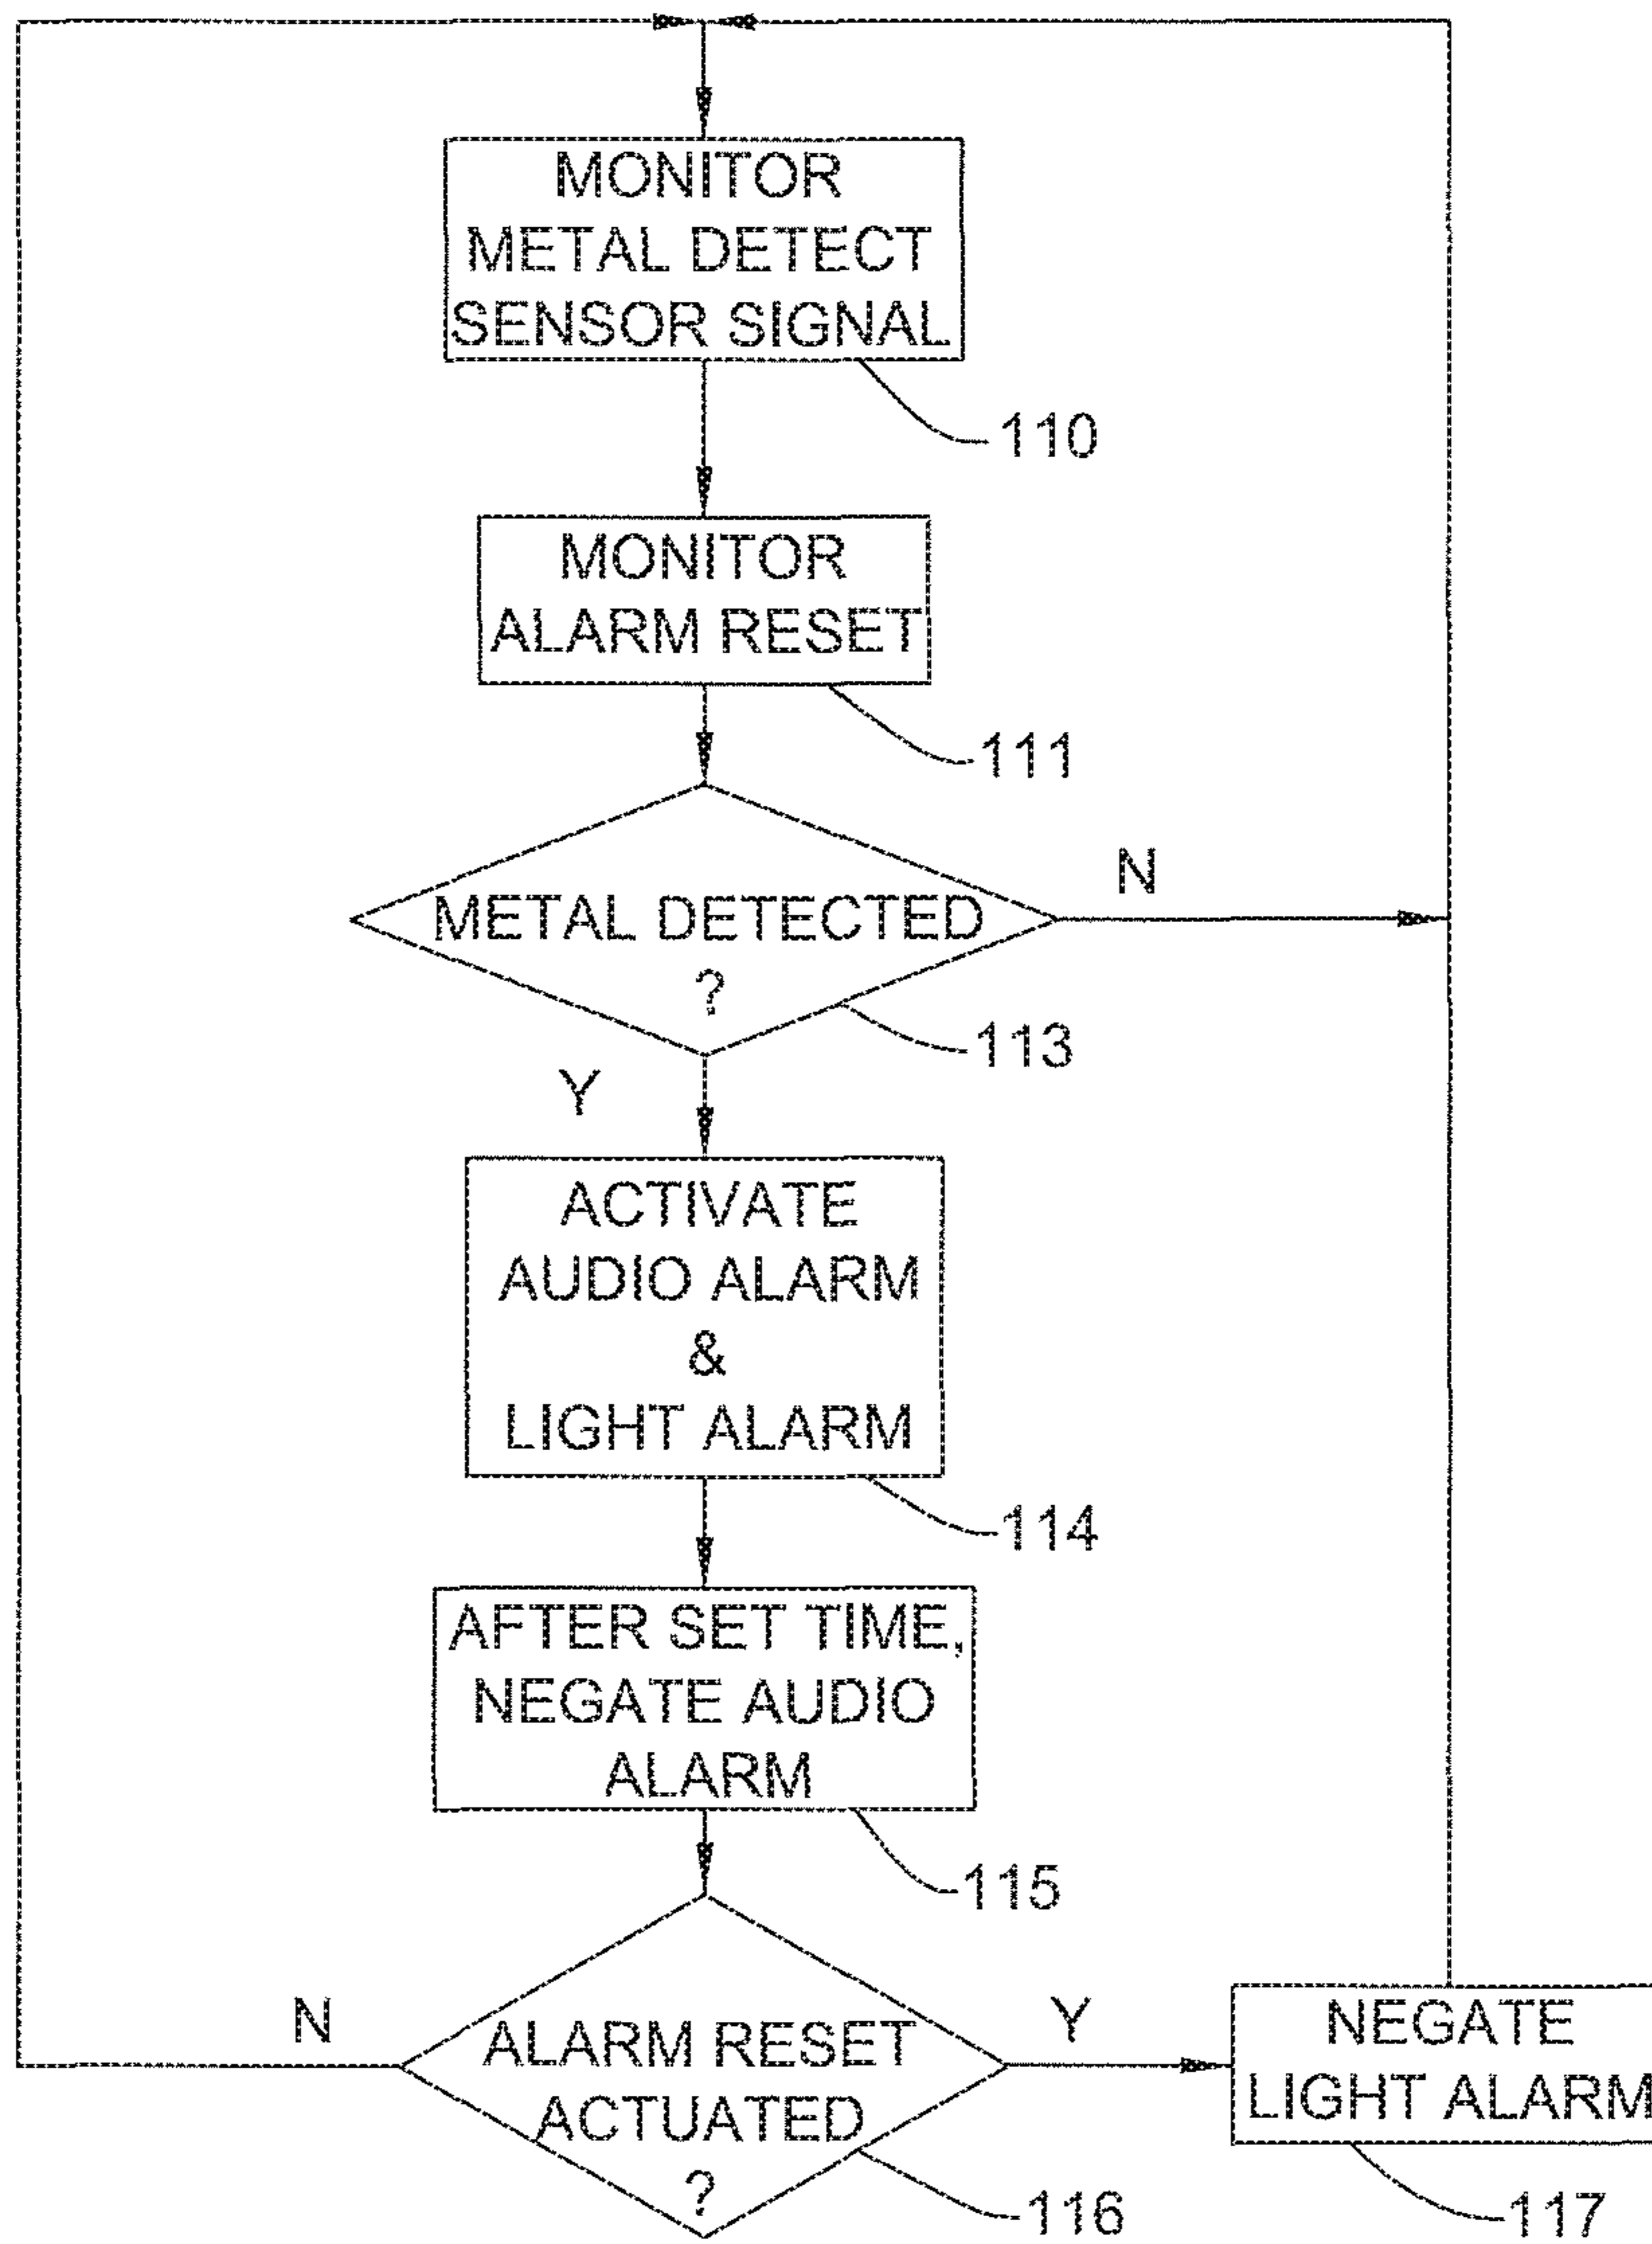 MONITOR
METAL DETECT
SENSOR SIGNAL
110
MONITOR
ALARM RESET
111
N
METAL DETECTED
?
113
Y
ACTIVATE
AUDIO ALARM
&
LIGHT ALARM
114
AFTER SET TIME,
NEGATE AUDIO
ALARM
115
N
ALARM RESET
ACTUATED
?
116
Y
NEGATE
LIGHT ALARM
117